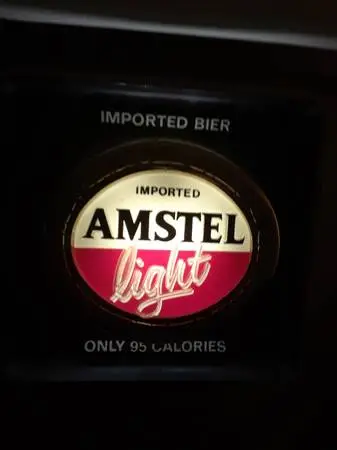 IMPORTED BIER
IMPORTED
AMSTEL
light
ONLY 95 CALORIES